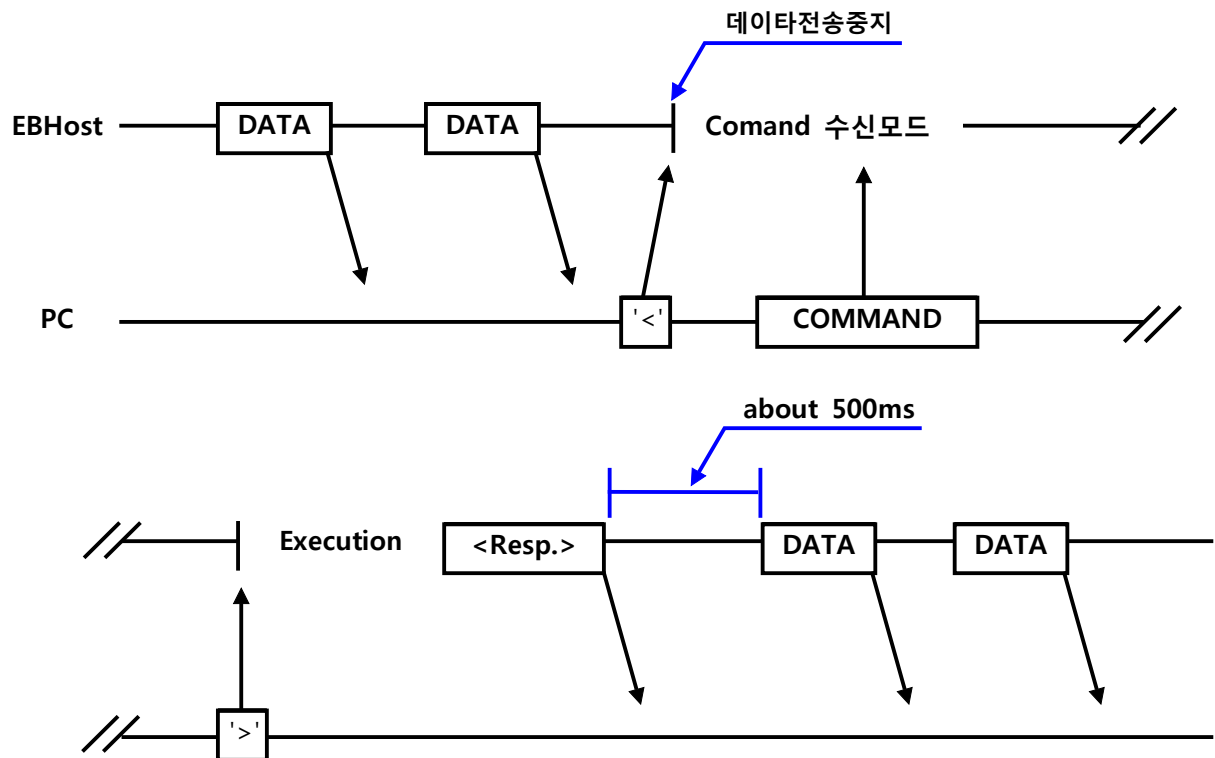 데이타전송중지
EBHost DATA DATA Comand 수신모드
PC '<' COMMAND
about 500ms
Execution <Resp.> DATA DATA
'>'